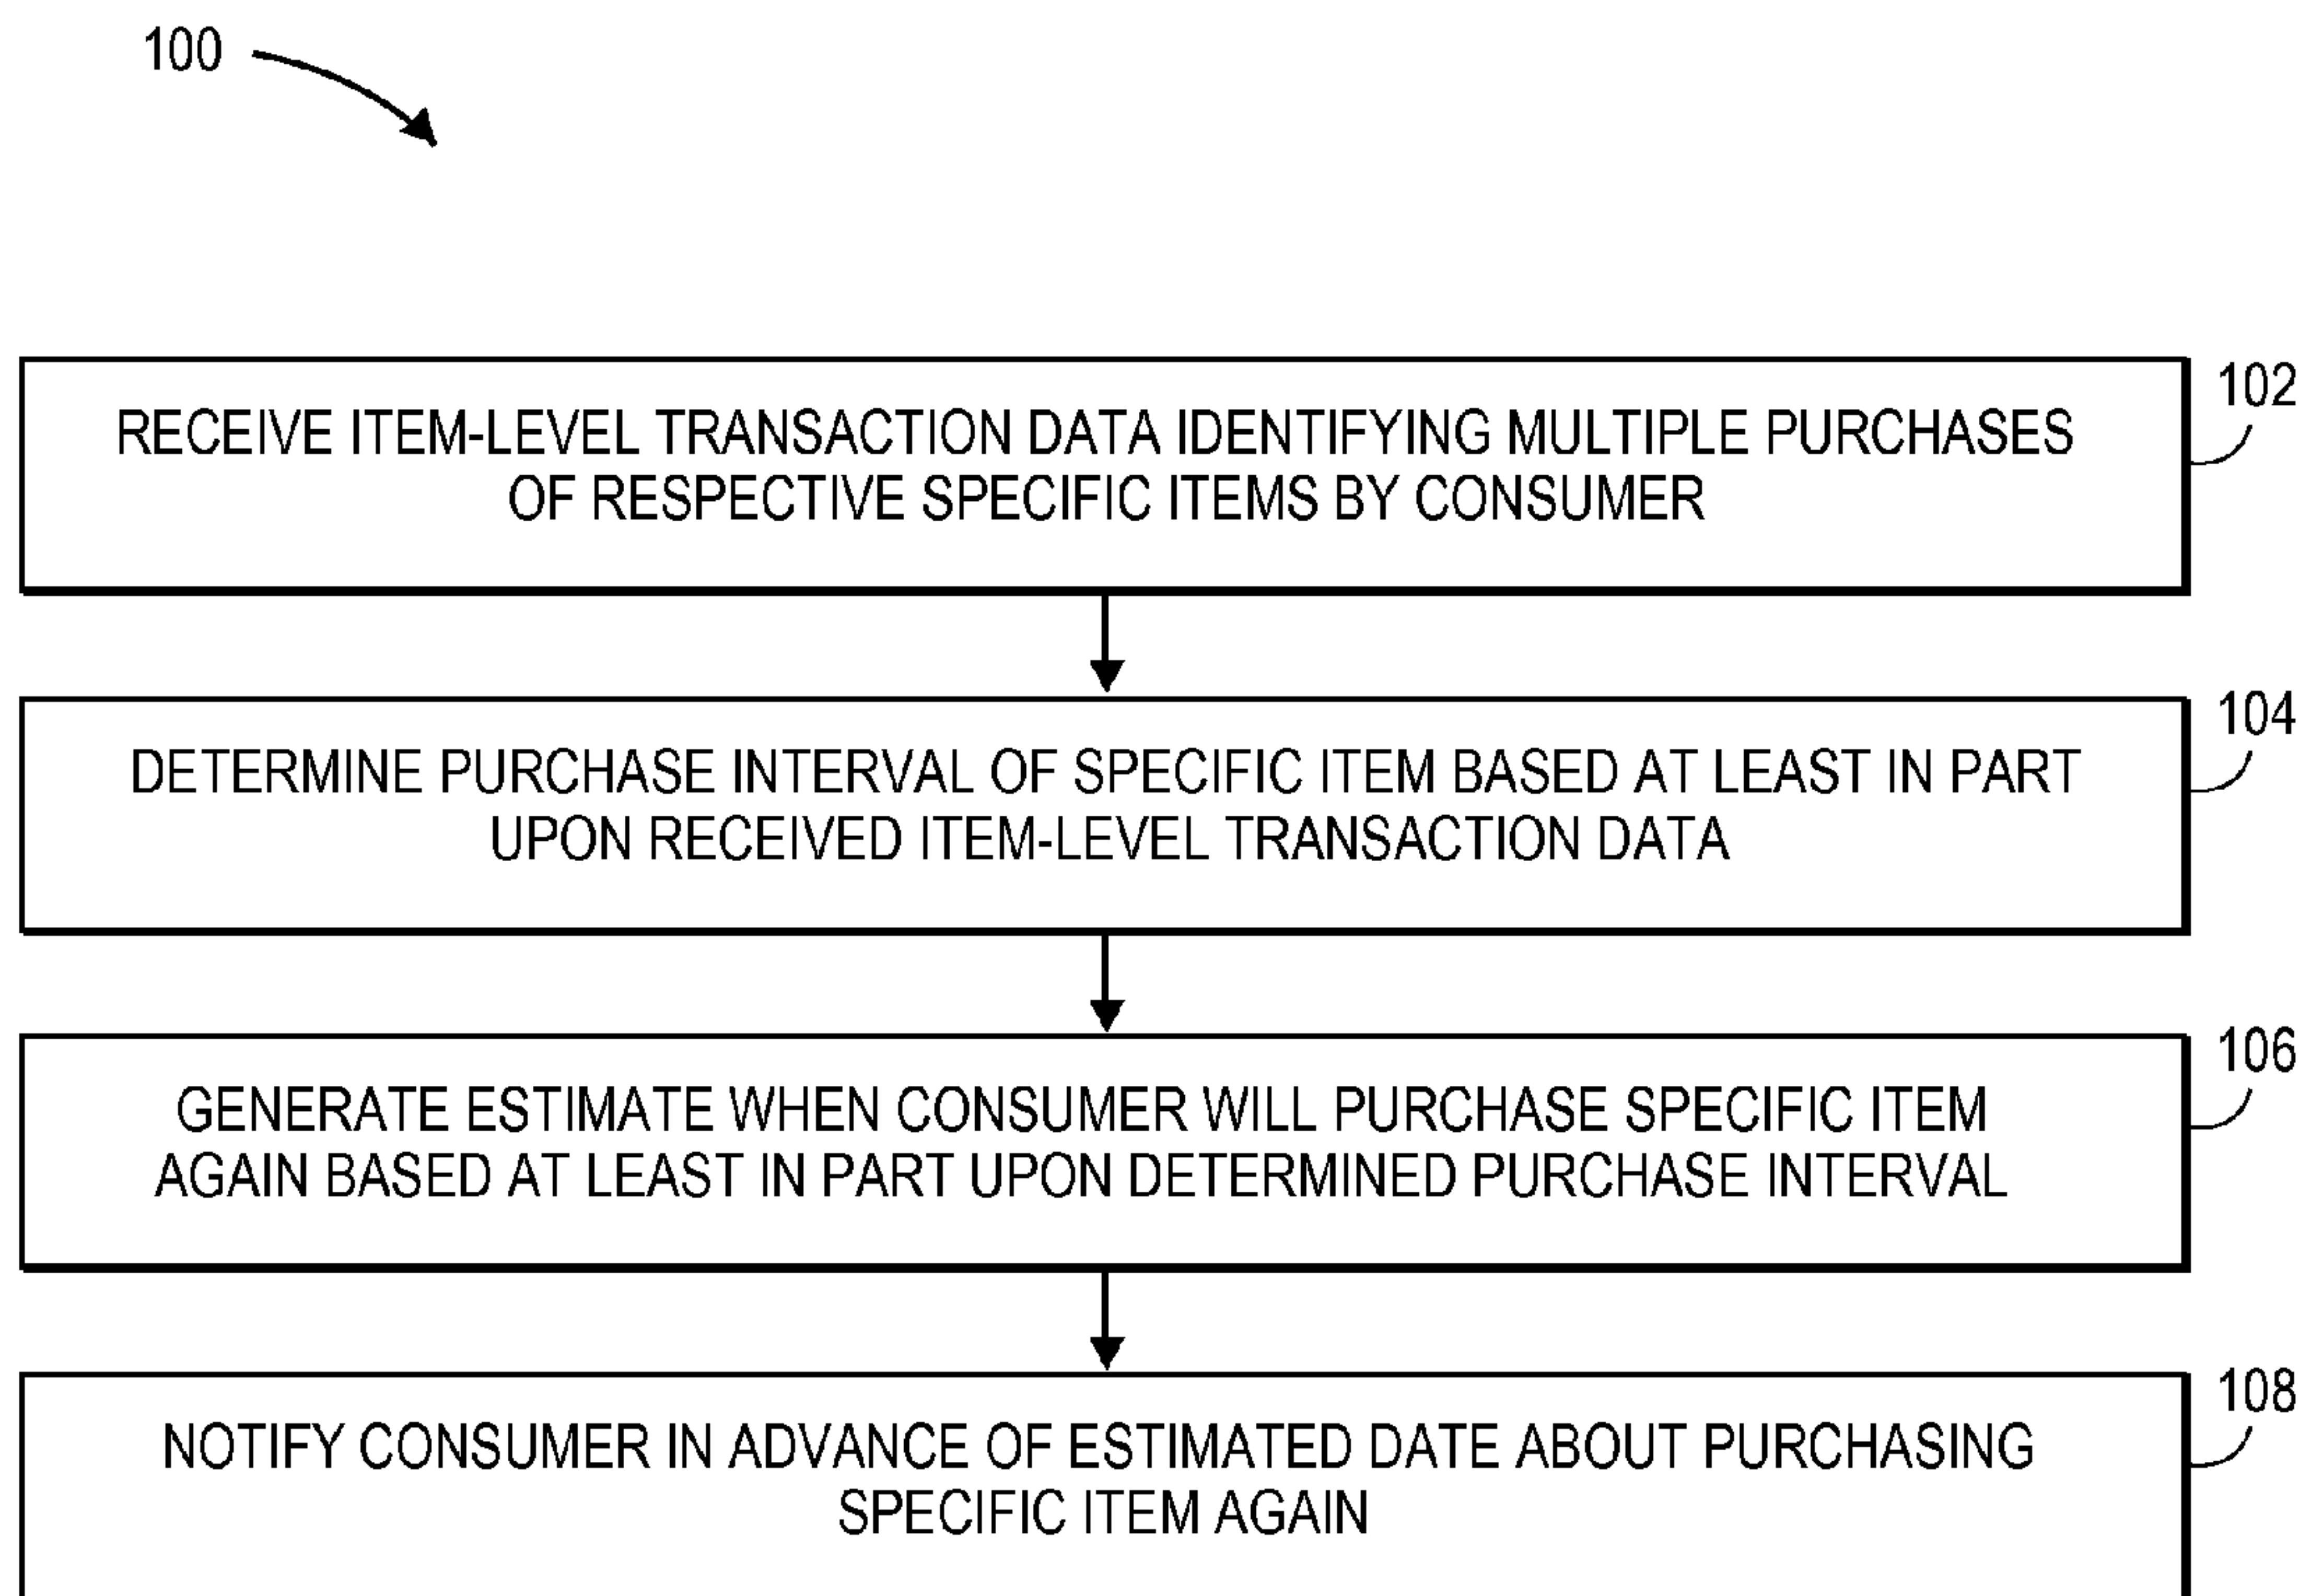 100
102
RECEIVE ITEM-LEVEL TRANSACTION DATA IDENTIFYING MULTIPLE PURCHASES
OF RESPECTIVE SPECIFIC ITEMS BY CONSUMER
104
DETERMINE PURCHASE INTERVAL OF SPECIFIC ITEM BASED AT LEAST IN PART
UPON RECEIVED ITEM-LEVEL TRANSACTION DATA
106
GENERATE ESTIMATE WHEN CONSUMER WILL PURCHASE SPECIFIC ITEM
AGAIN BASED AT LEAST IN PART UPON DETERMINED PURCHASE INTERVAL
108
NOTIFY CONSUMER IN ADVANCE OF ESTIMATED DATE ABOUT PURCHASING
SPECIFIC ITEM AGAIN